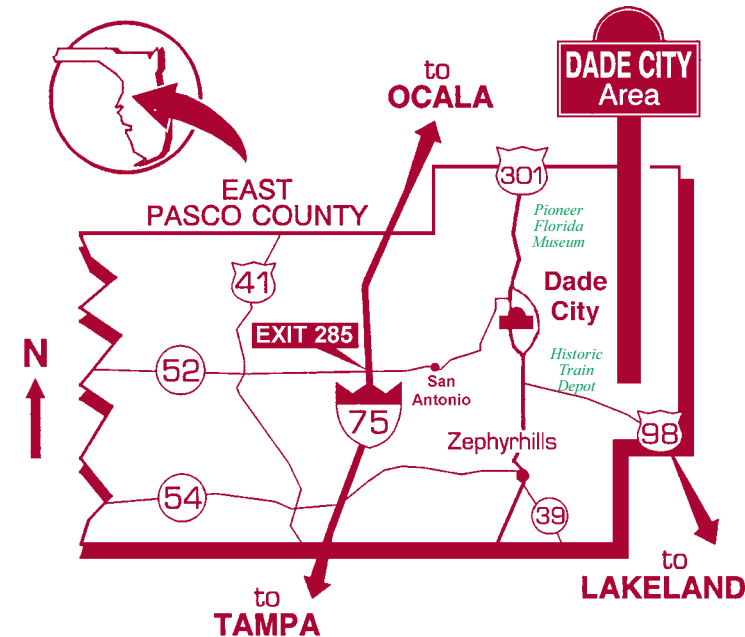 DADE CITY
Area
to
OCALA
301
EAST
PASCO COUNTY
Pioneer
Florida
Museum
41
Dade
City
EXIT 285
N
52
San
Antonio
Historic
Train
Depot
75
98
Zephyrhills
54
39
to
LAKELAND
to
TAMPA